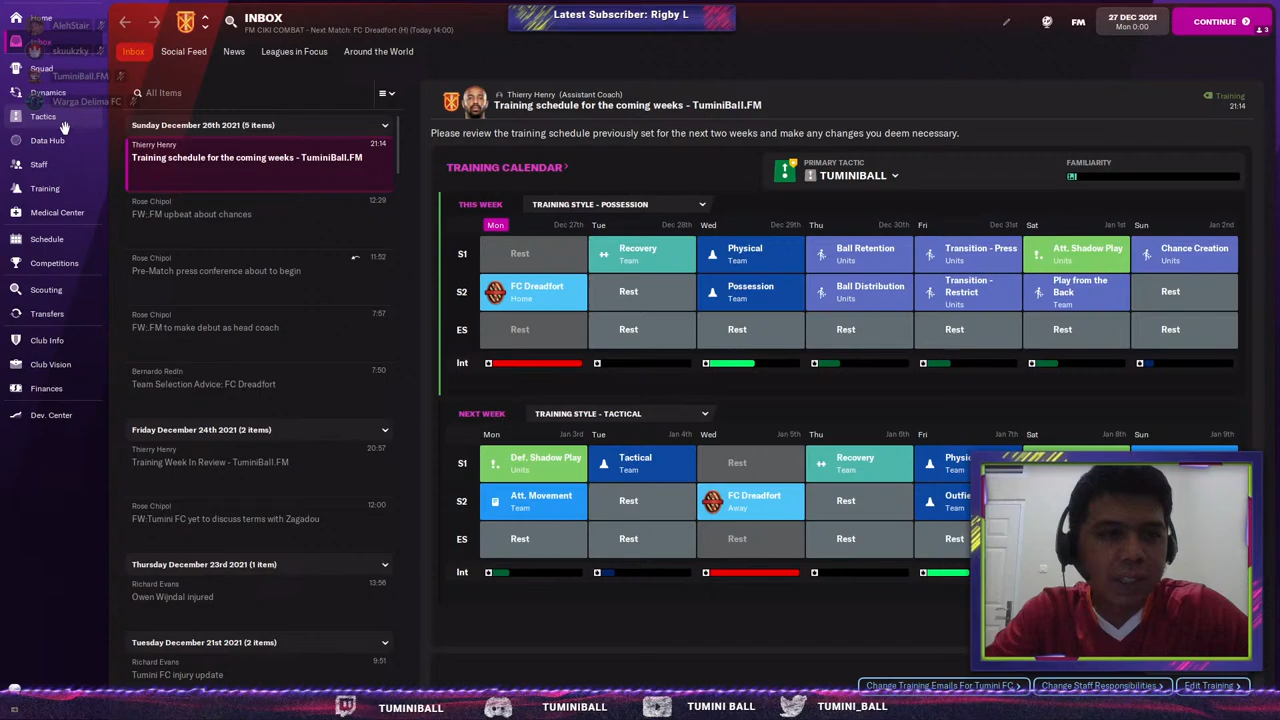 Home
AlehStair
Inbox
skuukzky
Squad
TuminiBall.FM
Dynamics
Warga Delima FC
Tactics
Data Hub
Staff
Training
Medical Center
Schedule
Competitions
Scouting
Transfers
Club Info
Club Vision
Finances
Dev. Center
INBOX
FM CIKI COMBAT - Next Match: FC Dreadfort (H) (Today 14:00)
Latest Subscriber: Rigby L
FM
27 DEC 2021
Mon 0:00
CONTINUE
3
Inbox
Social Feed
News
Leagues in Focus
Around the World
All Items
Sunday December 26th 2021 (5 items)
Thierry Henry 21:14
Training schedule for the coming weeks - TuminiBall.FM
Rose Chipol 12:29
FW:.FM upbeat about chances
Rose Chipol 11:52
Pre-Match press conference about to begin
Rose Chipol 7:57
FW:.FM to make debut as head coach
Bernardo Redín 7:50
Team Selection Advice: FC Dreadfort
Friday December 24th 2021 (2 items)
Thierry Henry 20:57
Training Week In Review - TuminiBall.FM
Rose Chipol 12:00
FW:Tumini FC yet to discuss terms with Zagadou
Thursday December 23rd 2021 (1 item)
Richard Evans 13:56
Owen Wijndal injured
Tuesday December 21st 2021 (2 items)
Richard Evans 9:51
Tumini FC injury update
Thierry Henry (Assistant Coach)
Training schedule for the coming weeks - TuminiBall.FM
Training
21:14
Please review the training schedule previously set for the next two weeks and make any changes you deem necessary.
TRAINING CALENDAR
PRIMARY TACTIC
TUMINIBALL
FAMILIARITY
THIS WEEK
TRAINING STYLE - POSSESSION
Mon Dec 27th Tue Dec 28th Wed Dec 29th Thu Dec 30th Fri Dec 31st Sat Jan 1st Sun Jan 2nd
S1
Rest
Recovery
Team
Physical
Team
Ball Retention
Units
Transition - Press
Units
Att. Shadow Play
Units
Chance Creation
Units
S2
FC Dreadfort
Home
Rest
Possession
Team
Ball Distribution
Units
Transition -
Restrict
Units
Play from the
Back
Team
Rest
ES Rest Rest Rest Rest Rest Rest Rest
Int
NEXT WEEK
TRAINING STYLE - TACTICAL
Mon Jan 3rd Tue Jan 4th Wed Jan 5th Thu Jan 6th Fri Jan 7th Sat Jan 8th Sun Jan 9th
S1
Def. Shadow Play
Units
Tactical
Team
Rest
Recovery
Team
Team
S2
Att. Movement
Team
Rest
FC Dreadfort
Away
Rest
Team
ES Rest Rest Rest Rest Rest
Int
Change Training Emails For Tumini FC
Change Staff Responsibilities
Edit Training
TUMINIBALL
TUMINIBALL
TUMINI BALL
TUMINI_BALL